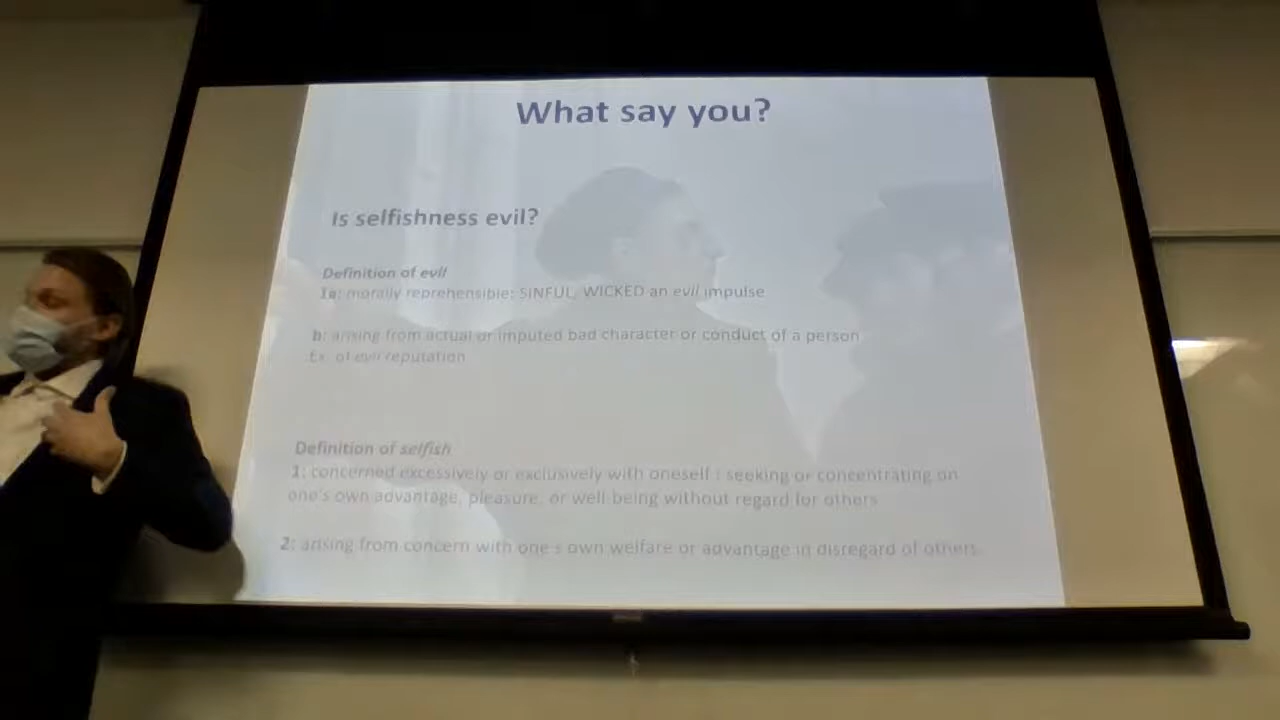 What say you?
Is selfishness evil?
Definition of evil
1a: morally reprehensible: SINFUL, WICKED an evil impulse
b: arising from actual or imputed bad character or conduct of a person
Ex. of evil reputation
Definition of selfish
1: concerned excessively or exclusively with oneself : seeking or concentrating on
one's own advantage, pleasure, or well being without regard for others
2: arising from concern with one's own welfare or advantage in disregard of others